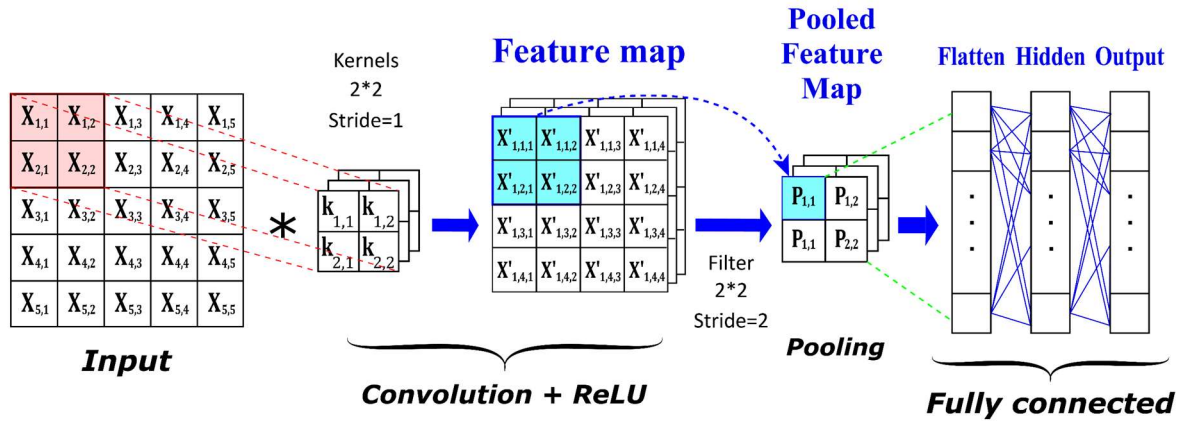 Kernels
2*2
Stride=1
Feature map
Pooled
Feature
Map
Flatten Hidden Output
X1,1 X1,2 X1,3 X1,4 X1,5
X2,1 X2,2 X2,3 X2,4 X2,5
X3,1 X3,2 X3,3 X3,4 X3,5
X4,1 X4,2 X4,3 X4,4 X4,5
X5,1 X5,2 X5,3 X5,4 X5,5
*
k1,1 k1,2
k2,1 k2,2
X'1,1,1 X'1,1,2 X'1,1,3 X'1,1,4
X'1,2,1 X'1,2,2 X'1,2,3 X'1,2,4
X'1,3,1 X'1,3,2 X'1,3,3 X'1,3,4
X'1,4,1 X'1,4,2 X'1,4,3 X'1,4,4
Filter
2*2
Stride=2
P1,1 P1,2
P1,1 P2,2
Input
Convolution + ReLU
Pooling
Fully connected